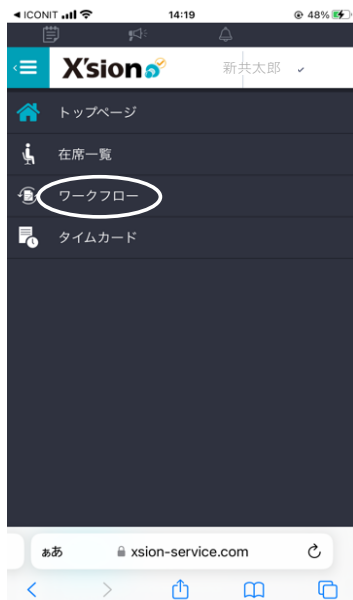 ◀ ICONIT 14:19 48%
X'sion 新共太郎
トップページ
在席一覧
ワークフロー
タイムカード
ぁあ xsion-service.com